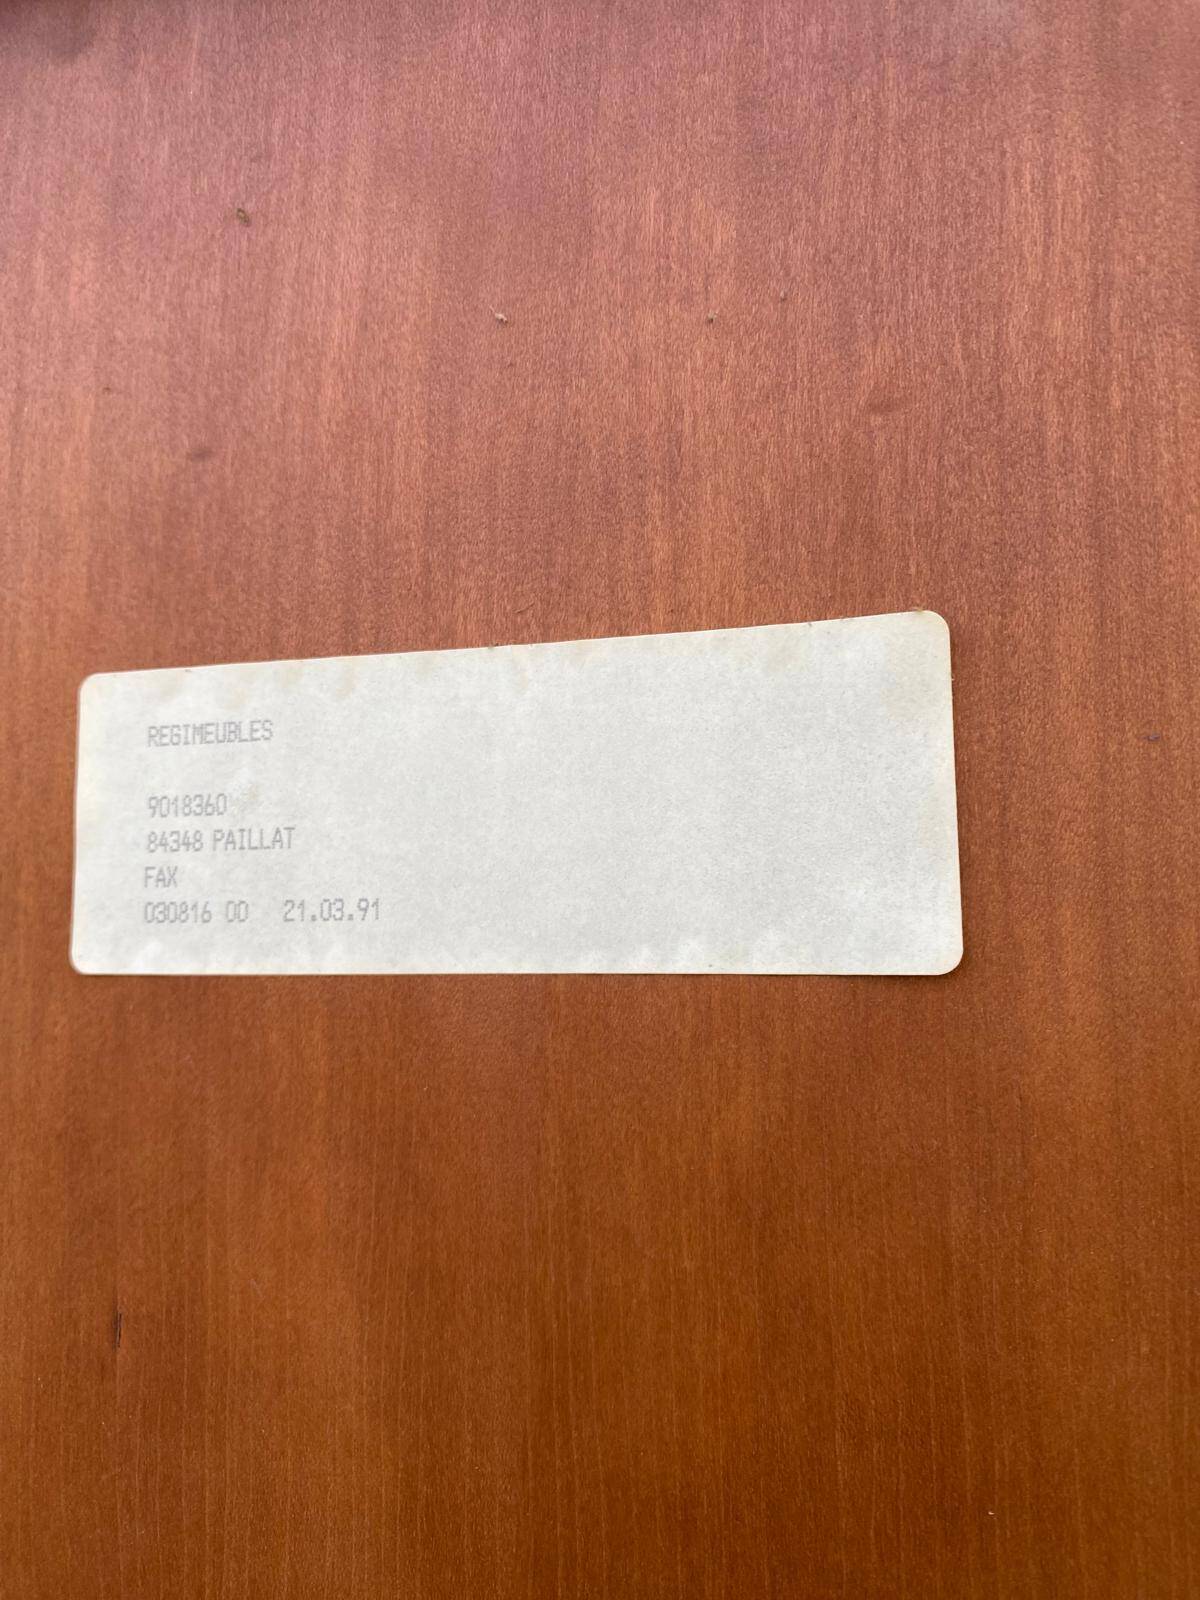 REGIMEUBLES
9018360
84348 PAILLAT
FAX
030816 00 21.03.91